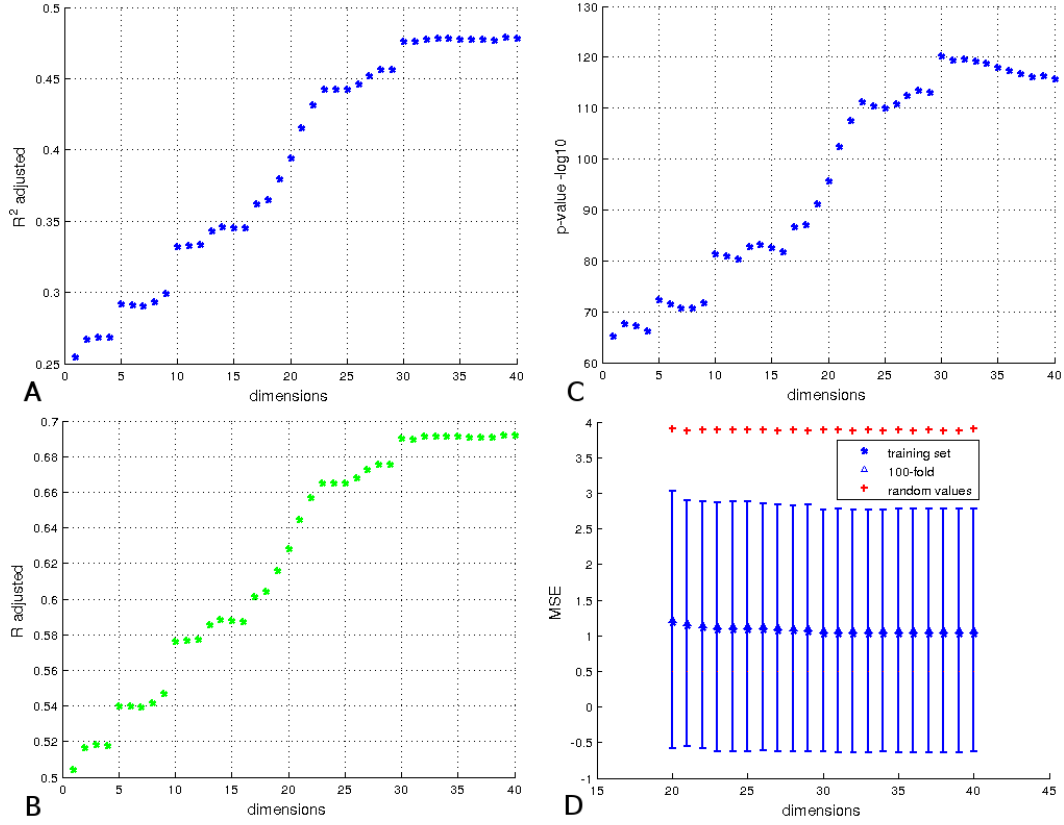 0.5
0.45
0.4
0.35
0.3
0.25
R² adjusted
0 5 10 15 20 25 30 35 40
dimensions
A
130
120
110
100
90
80
70
60
p-value -log10
0 5 10 15 20 25 30 35 40
dimensions
C
0.7
0.68
0.66
0.64
0.62
0.6
0.58
0.56
0.54
0.52
0.5
R adjusted
0 5 10 15 20 25 30 35 40
dimensions
B
4
3.5
3
2.5
2
1.5
1
0.5
0
-0.5
-1
MSE
training set
100-fold
random values
15 20 25 30 35 40 45
dimensions
D